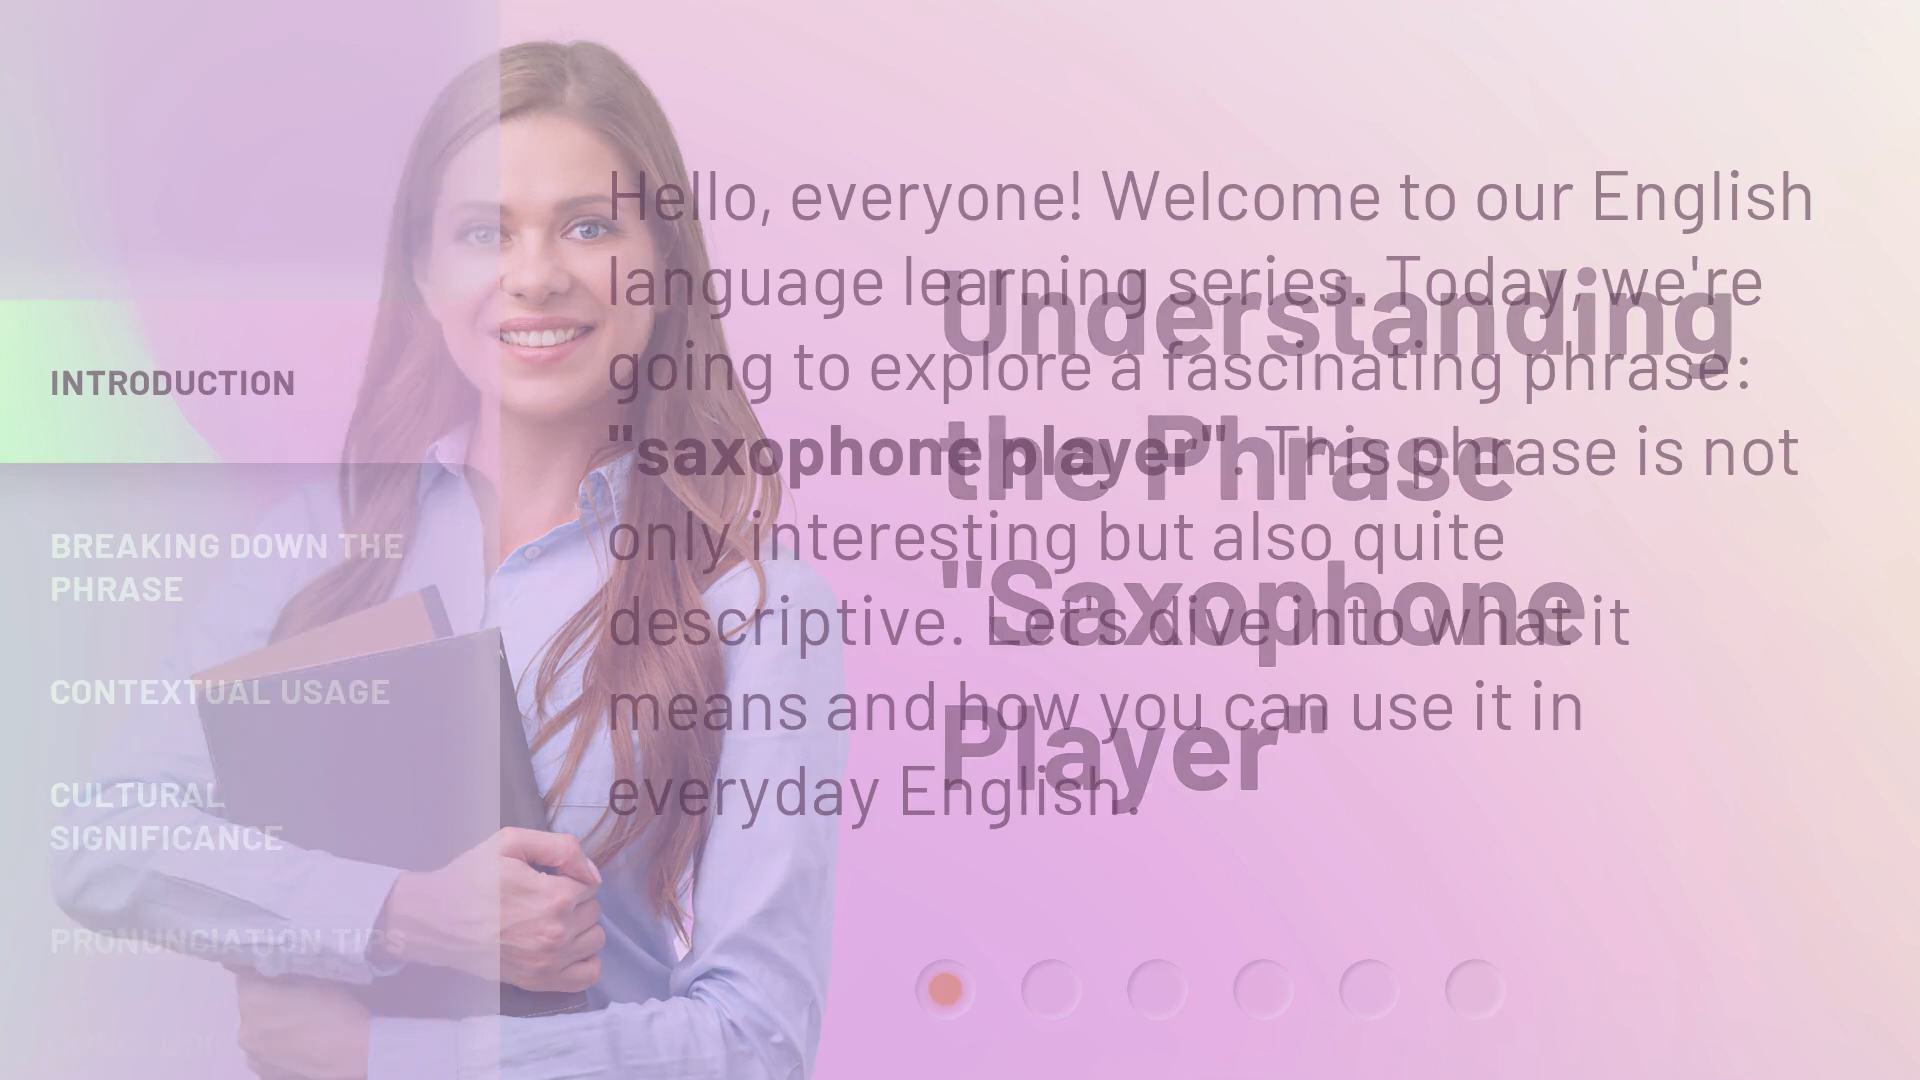 INTRODUCTION
BREAKING DOWN THE
PHRASE
CONTEXTUAL USAGE
CULTURAL
SIGNIFICANCE
PRONUNCIATION TIPS
Hello, everyone! Welcome to our English
language learning series. Today, we're
going to explore a fascinating phrase:
"saxophone player". This phrase is not
only interesting but also quite
descriptive. Let's dive into what it
means and how you can use it in
everyday English.
Understanding
the Phrase
"Saxophone
Player"